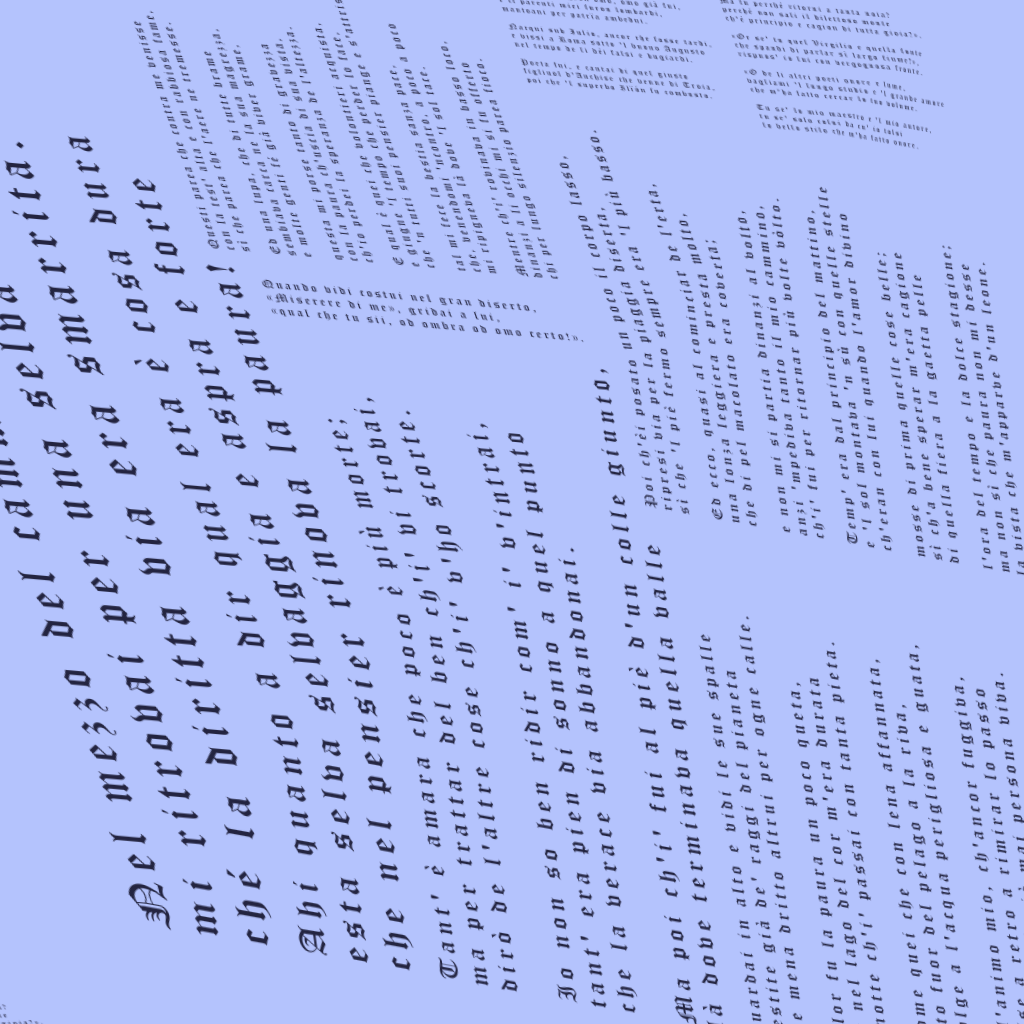 Nel mezzo del cam
mi ritrovai per una selva
ché la diritta via era smarrita.
Ahi quanto a dir qual era è cosa dura
esta selva selvaggia e aspra e forte
che nel pensier rinova la paura!
Tant' è amara che poco è più morte;
ma per trattar del ben ch'i' vi trovai,
dirò de l'altre cose ch'i' v'ho scorte.
Io non so ben ridir com' i' v'intrai,
tant' era pien di sonno a quel punto
che la verace via abbandonai.
Ma poi ch'i' fui al piè d'un colle giunto,
là dove terminava quella valle
uardai in alto e vidi le sue spalle
estite già de' raggi del pianeta
e mena dritto altrui per ogne calle.
lor fu la paura un poco queta,
nel lago del cor m'era durata
notte ch'i' passai con tanta pieta.
ome quei che con lena affannata,
to fuor del pelago a la riva,
lge a l'acqua perigliosa e guata,
'animo mio, ch'ancor fuggiva,
se a retro a rimirar lo passo
mai persona viva.
Poi ch'èi posato un poco il corpo lasso,
ripresi via per la piaggia diserta,
sì che 'l piè fermo sempre era 'l più basso.
Ed ecco, quasi al cominciar de l'erta,
una lonza leggiera e presta molto,
che di pel macolato era coverta;
e non mi si partia dinanzi al volto,
anzi 'mpediva tanto il mio cammino,
ch'i' fui per ritornar più volte vòlto.
Temp' era dal principio del mattino,
e 'l sol montava 'n sù con quelle stelle
ch'eran con lui quando l'amor divino
mosse di prima quelle cose belle;
sì ch'a bene sperar m'era cagione
di quella fiera a la gaetta pelle
l'ora del tempo e la dolce stagione;
ma non sì che paura non mi desse
la vista che m'apparve d'un leone.
Questi parea che contra me venisse
con la test' alta e con rabbiosa fame,
sì che parea che l'aere ne tremesse.
Ed una lupa, che di tutte brame
sembiava carca ne la sua magrezza,
e molte genti fé già viver grame,
questa mi porse tanto di gravezza
con la paura ch'uscia di sua vista,
ch'io perdei la speranza de l'altezza.
E qual è quei che volontieri acquista,
e giugne 'l tempo che perder lo face,
che 'n tutti suoi pensier piange e s'attrista;
tal mi fece la bestia sanza pace,
che, venendomi 'ncontro, a poco a poco
mi ripigneva là dove 'l sol tace.
Mentre ch'i' rovinava in basso loco,
dinanzi a li occhi mi si fu offerto
chi per lungo silenzio parea fioco.
Quando vidi costui nel gran diserto,
«Miserere di me», gridai a lui,
«qual che tu sii, od ombra od omo certo!».
e li parenti miei furon lombardi,
mantoani per patria ambedui.
Nacqui sub Iulio, ancor che fosse tardi,
e vissi a Roma sotto 'l buono Augusto
nel tempo de li dèi falsi e bugiardi.
Poeta fui, e cantai di quel giusto
figliuol d'Anchise che venne di Troia,
poi che 'l superbo Ilïón fu combusto.
Ma tu perché ritorni a tanta noia?
perché non sali il dilettoso monte
ch'è principio e cagion di tutta gioia?».
«Or se' tu quel Virgilio e quella fonte
che spandi di parlar sì largo fiume?»,
rispuos' io lui con vergognosa fronte.
«O de li altri poeti onore e lume,
vagliami 'l lungo studio e 'l grande amore
che m'ha fatto cercar lo tuo volume.
Tu se' lo mio maestro e 'l mio autore,
tu se' solo colui da cu' io tolsi
lo bello stilo che m'ha fatto onore.